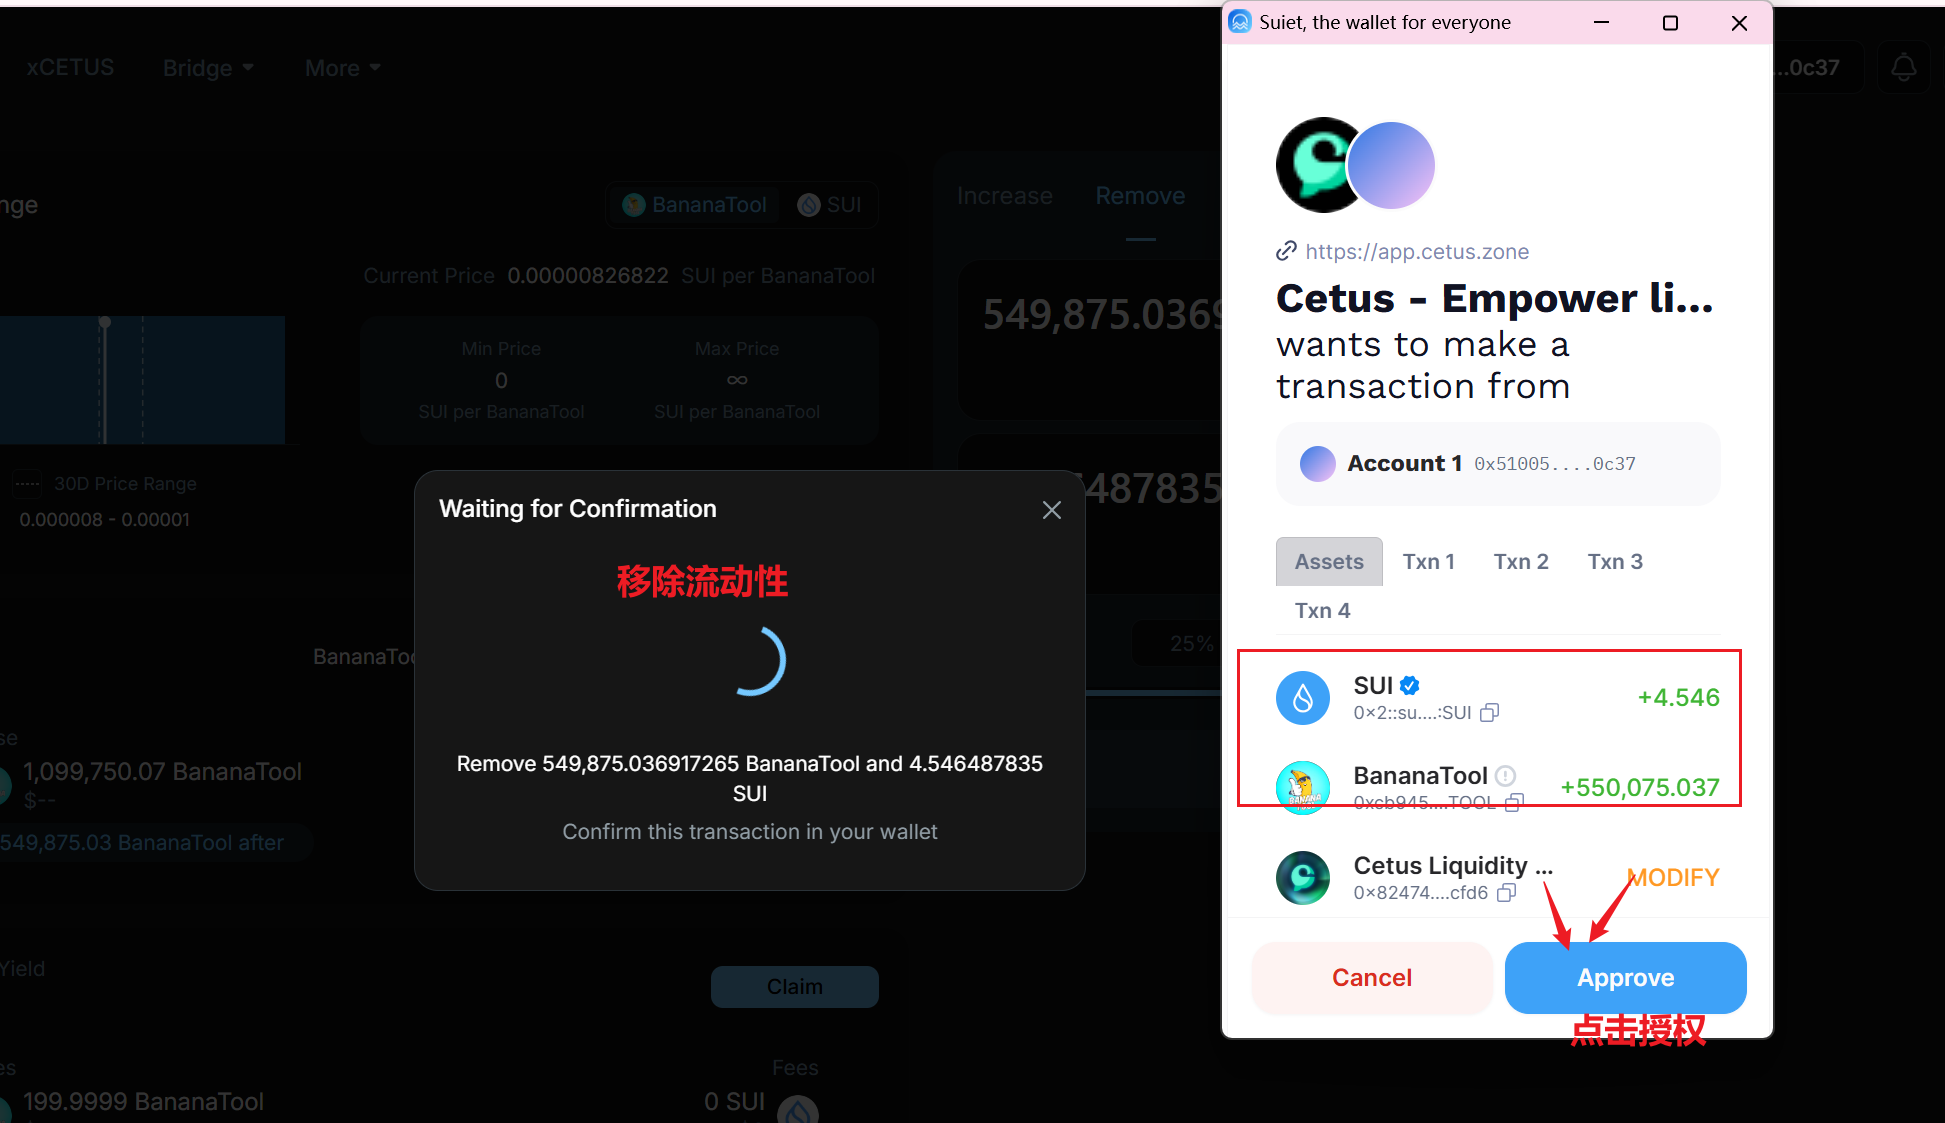 xCETUS
Bridge
More
...0c37
nge
BananaTool
SUI
Current Price 0.00000826822 SUI per BananaTool
Min Price
0
SUI per BananaTool
Max Price
∞
SUI per BananaTool
30D Price Range
0.000008 - 0.00001
BananaToo
se
1,099,750.07 BananaTool
$--
549,875.03 BananaTool after
Yield
Claim
es
199.9999 BananaTool
Fees
0 SUI
Increase
Remove
549,875.0369
487835
25%
Waiting for Confirmation
移除流动性
Remove 549,875.036917265 BananaTool and 4.546487835
SUI
Confirm this transaction in your wallet
Suiet, the wallet for everyone
https://app.cetus.zone
Cetus - Empower li...
wants to make a
transaction from
Account 1 0x51005....0c37
Assets
Txn 1
Txn 2
Txn 3
Txn 4
SUI
0x2::su....:SUI
+4.546
BananaTool
0xcb945....TOOL
+550,075.037
BANANA
Cetus Liquidity ...
0x82474....cfd6
MODIFY
Cancel
Approve
点击授权